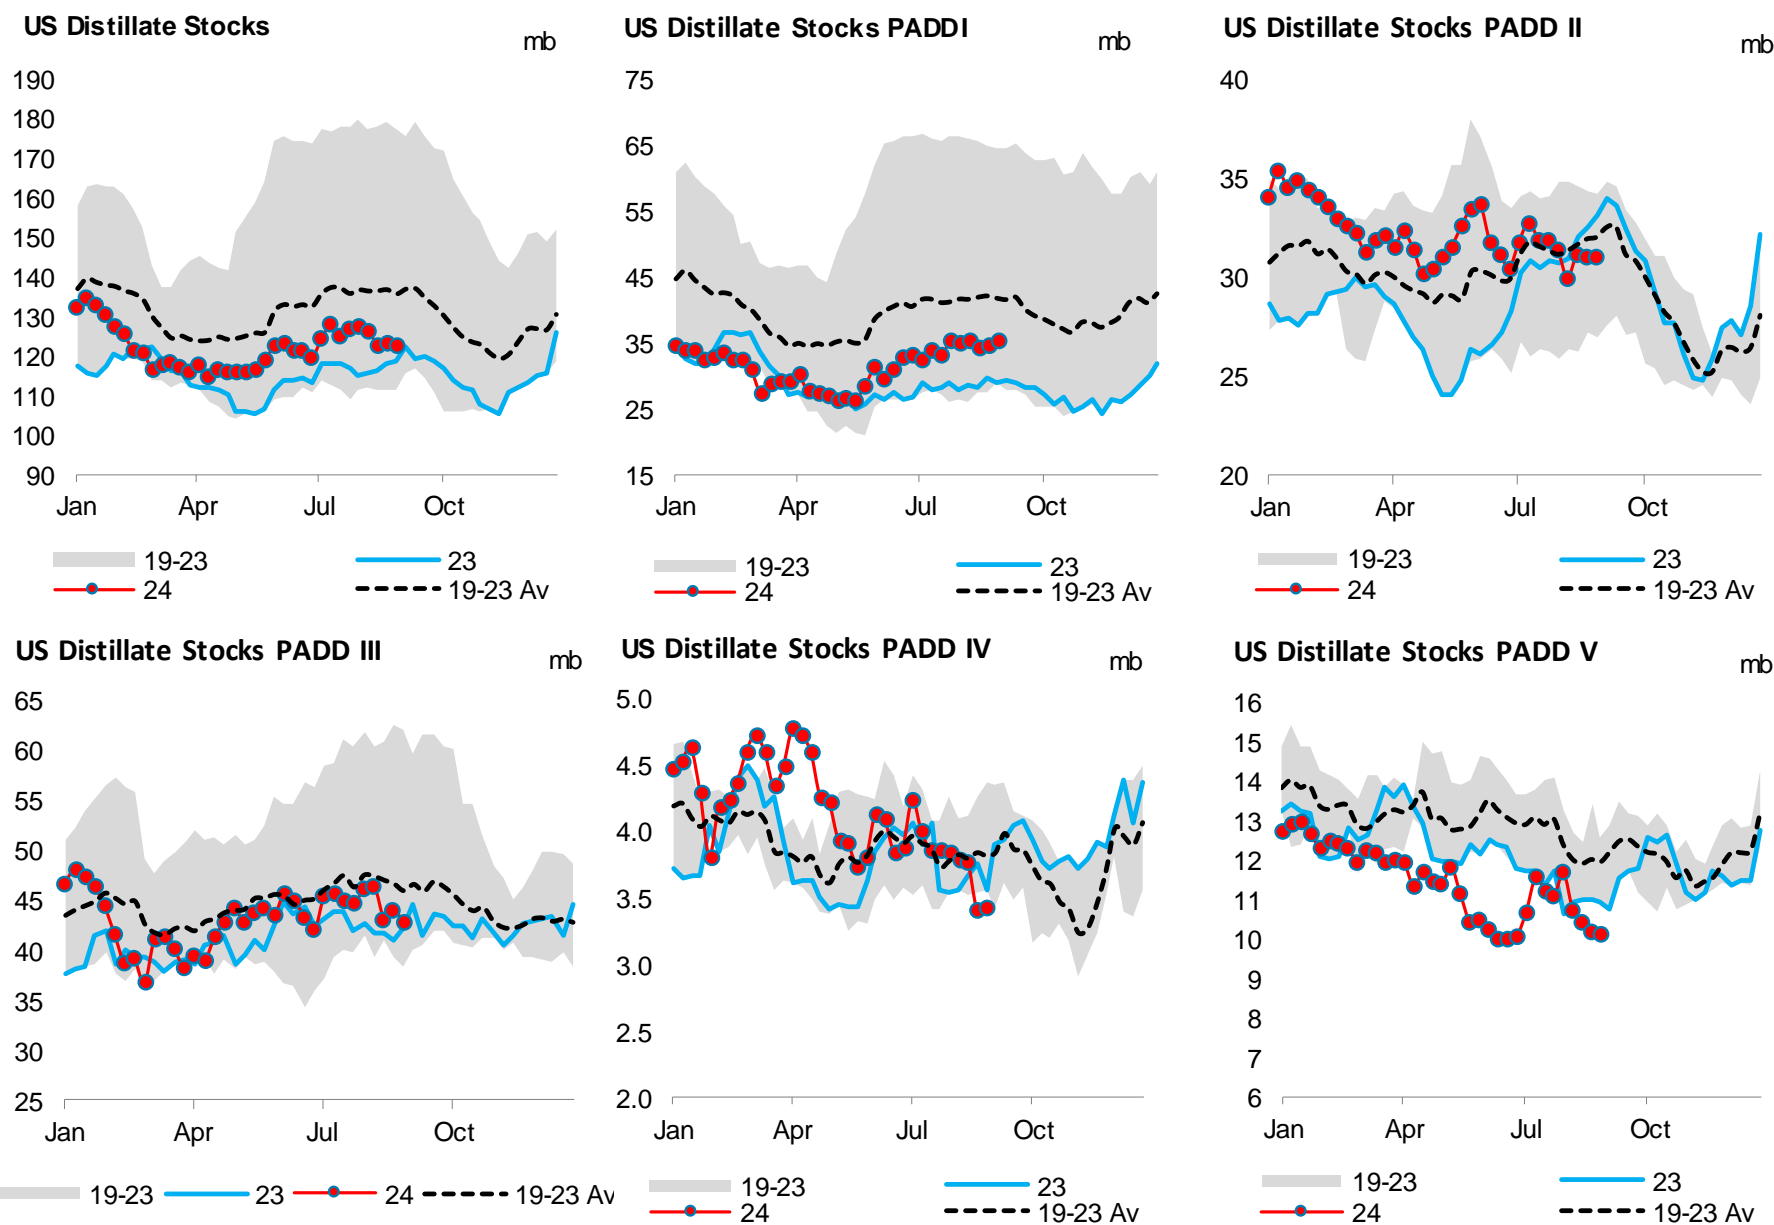 US Distillate Stocks
mb
190
180
170
160
150
140
130
120
110
100
90
Jan Apr Jul Oct
19-23 23
24 19-23 Av
US Distillate Stocks PADD I
mb
75
65
55
45
35
25
15
Jan Apr Jul Oct
19-23 23
24 19-23 Av
US Distillate Stocks PADD II
mb
40
35
30
25
20
Jan Apr Jul Oct
19-23 23
24 19-23 Av
US Distillate Stocks PADD III
mb
65
60
55
50
45
40
35
30
25
Jan Apr Jul Oct
19-23 23 24 19-23 Av
US Distillate Stocks PADD IV
mb
5.0
4.5
4.0
3.5
3.0
2.5
2.0
Jan Apr Jul Oct
19-23 23
24 19-23 Av
US Distillate Stocks PADD V
mb
16
15
14
13
12
11
10
9
8
7
6
Jan Apr Jul Oct
19-23 23
24 19-23 Av